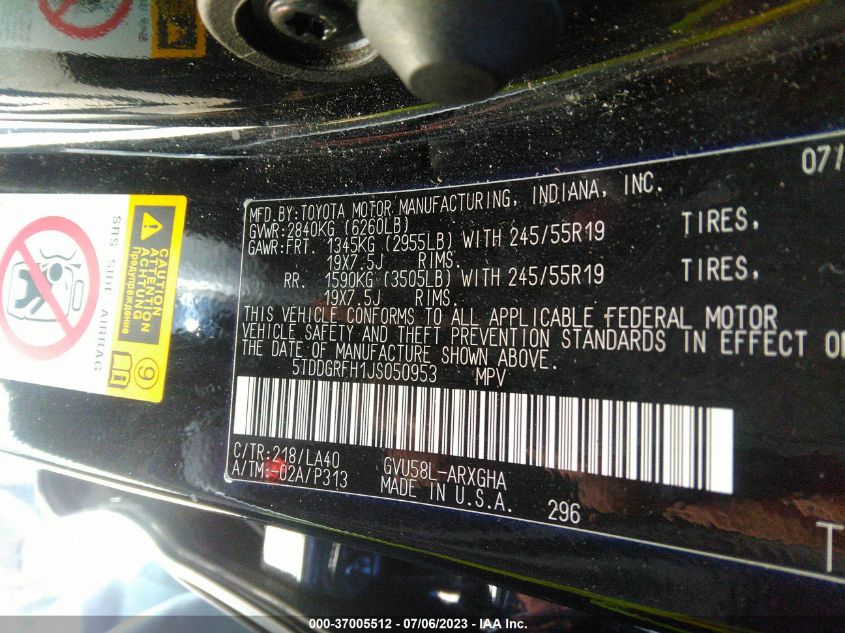 07/
MFD.BY:TOYOTA MOTOR MANUFACTURING, INDIANA, INC.
GVWR:2840KG (6260LB)
GAWR:FRT. 1345KG (2955LB) WITH 245/55R19 TIRES,
19X7.5J RIMS.
RR. 1590KG (3505LB) WITH 245/55R19 TIRES,
19X7.5J RIMS.
THIS VEHICLE CONFORMS TO ALL APPLICABLE FEDERAL MOTOR
VEHICLE SAFETY AND THEFT PREVENTION STANDARDS IN EFFECT O
THE DATE OF MANUFACTURE SHOWN ABOVE.
5TDDGRFH1JS050953 MPV
C/TR:218/LA40 GVU58L-ARXGHA
A/TM:-02A/P313 MADE IN U.S.A. 296
T
SRS SIDE AIRBAG
CAUTION
ATTENTION
ACHTUNG
Предупреждение
9
000-37005512 - 07/06/2023 - IAA Inc.